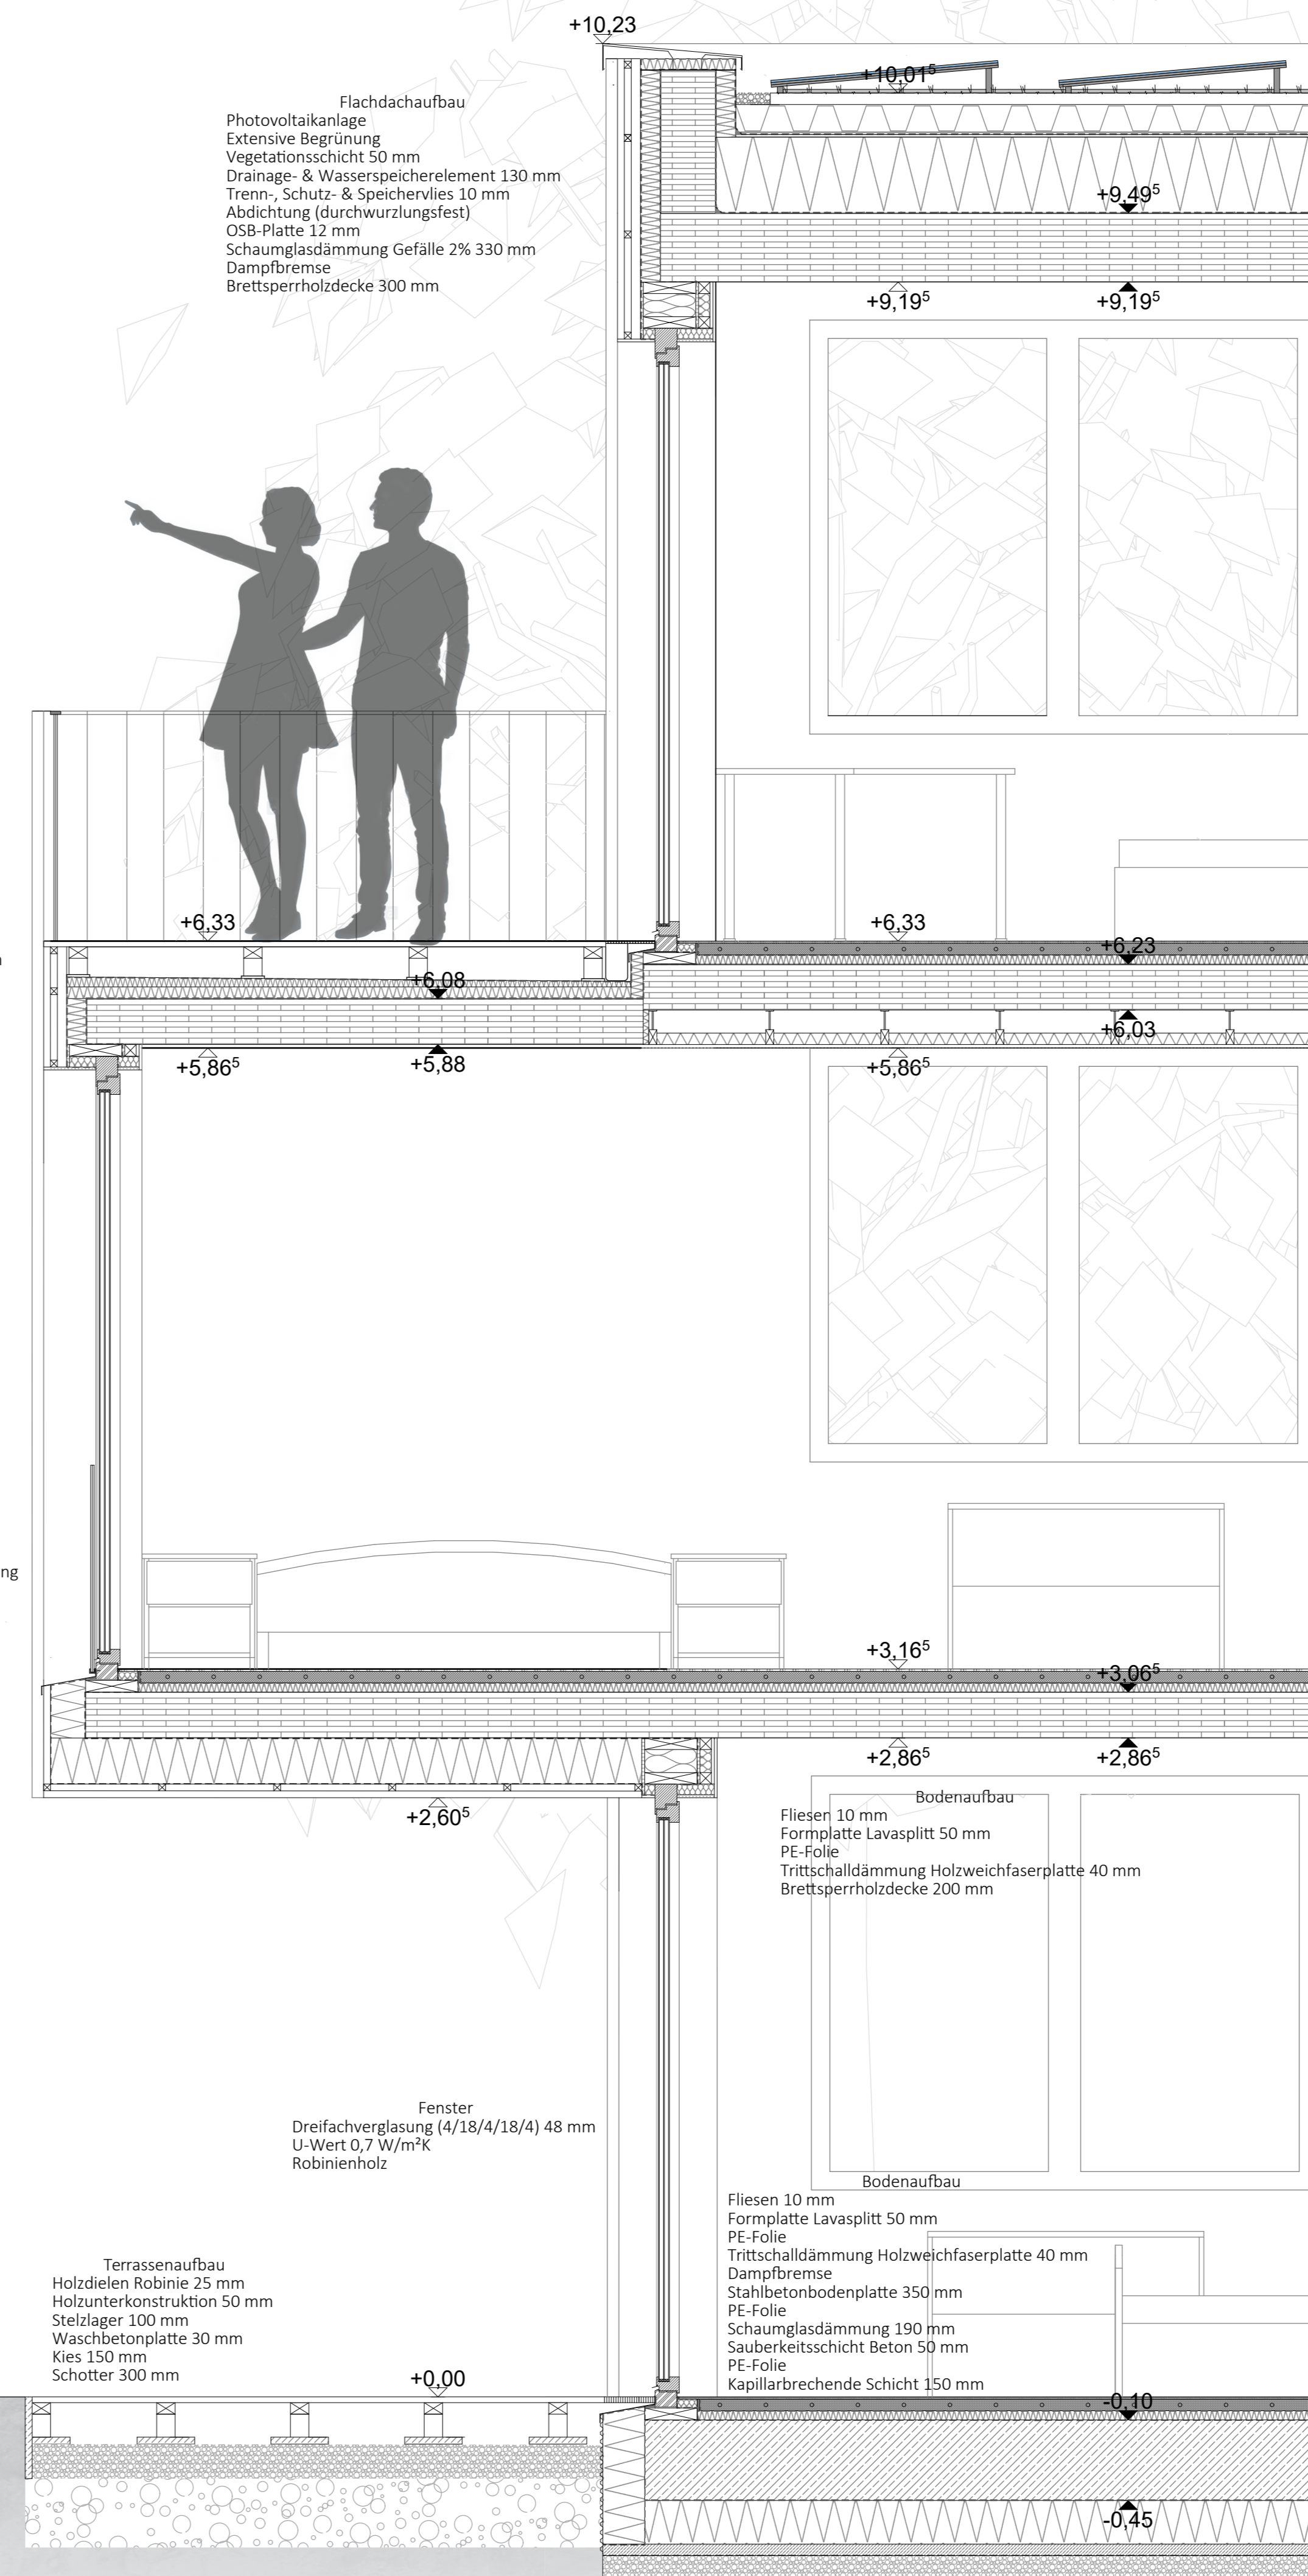 +10,23
+10,01⁵
Flachdachaufbau
Photovoltaikanlage
Extensive Begrünung
Vegetationsschicht 50 mm
Drainage- & Wasserspeicherelement 130 mm
Trenn-, Schutz- & Speichervlies 10 mm
Abdichtung (durchwurzlungsfest)
OSB-Platte 12 mm
Schaumglasdämmung Gefälle 2% 330 mm
Dampfbremse
Brettsperrholzdecke 300 mm
+9,49⁵
+9,19⁵
+9,19⁵
+6,33
+6,33
+6,23
+6,08
+6,03
+5,86⁵
+5,88
+5,86⁵
ng
+3,16⁵
+3,06⁵
+2,86⁵
+2,86⁵
+2,60⁵
Bodenaufbau
Fliesen 10 mm
Formplatte Lavasplitt 50 mm
PE-Folie
Trittschalldämmung Holzweichfaserplatte 40 mm
Brettsperrholzdecke 200 mm
Fenster
Dreifachverglasung (4/18/4/18/4) 48 mm
U-Wert 0,7 W/m²K
Robinienholz
Bodenaufbau
Fliesen 10 mm
Formplatte Lavasplitt 50 mm
PE-Folie
Trittschalldämmung Holzweichfaserplatte 40 mm
Dampfbremse
Stahlbetonbodenplatte 350 mm
PE-Folie
Schaumglasdämmung 190 mm
Sauberkeitsschicht Beton 50 mm
PE-Folie
Kapillarbrechende Schicht 150 mm
Terrassenaufbau
Holzdielen Robinie 25 mm
Holzunterkonstruktion 50 mm
Stelzlager 100 mm
Waschbetonplatte 30 mm
Kies 150 mm
Schotter 300 mm
+0,00
-0,10
-0,45